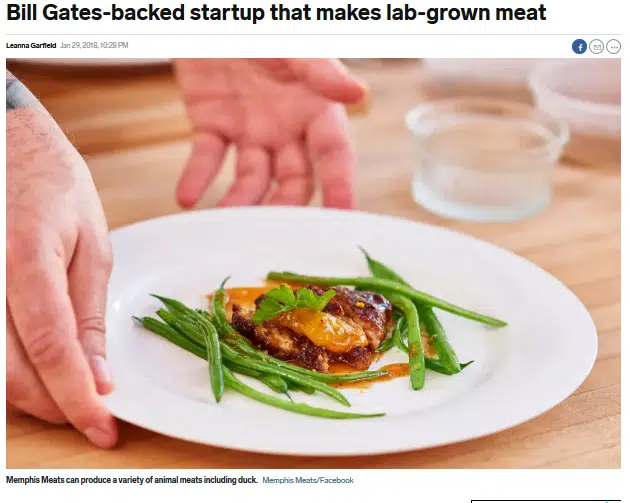 Bill Gates-backed startup that makes lab-grown meat
Leanna Garfield Jan 29, 2018, 10:28 PM
f
Memphis Meats can produce a variety of animal meats including duck. Memphis Meats/Facebook